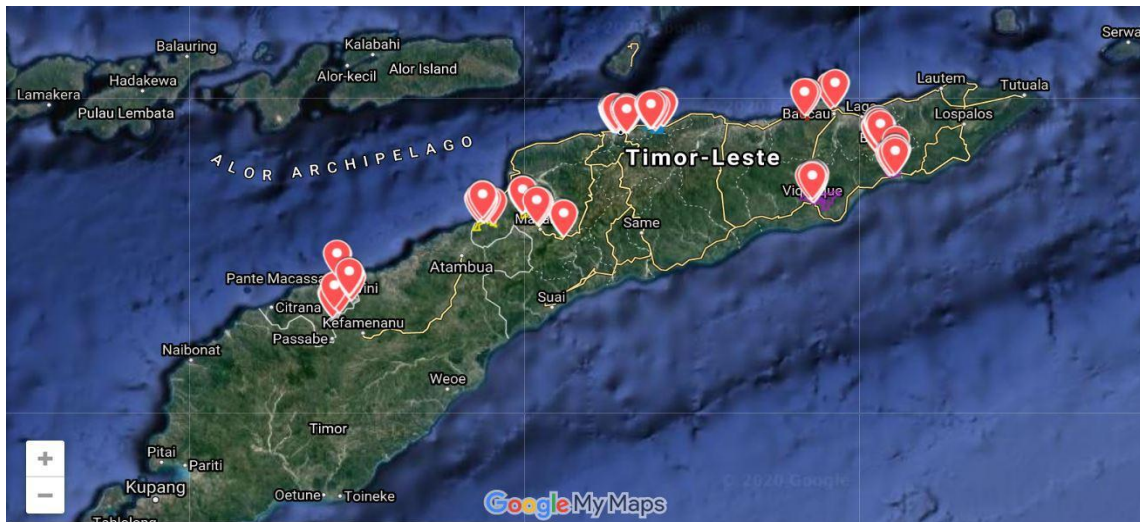 Balauring
Kalabahi
Serwa
Hadakewa
Alor-kecil
Alor Island
Lautem
Tutuala
Lamakera
Pulau Lembata
Laga
Lospalos
ALOR ARCHIPELAGO
Timor-Leste
Same
Atambua
Pante Macassa
Citrana
Suai
Kefamenanu
Passabe
Naibonat
Weoe
Timor
Pitai
Pariti
Kupang
Oetune
Toineke
+
−
Google My Maps
© 2020 Google